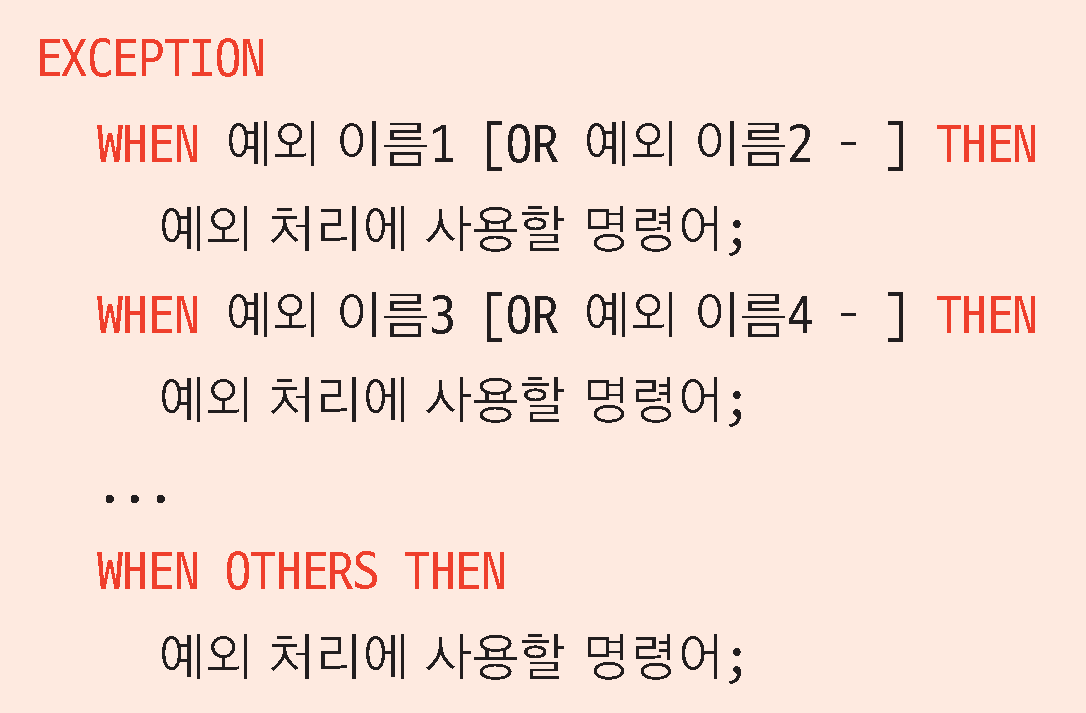 EXCEPTION
WHEN 예외 이름1 [OR 예외 이름2 - ] THEN
예외 처리에 사용할 명령어;
WHEN 예외 이름3 [OR 예외 이름4 - ] THEN
예외 처리에 사용할 명령어;
...
WHEN OTHERS THEN
예외 처리에 사용할 명령어;